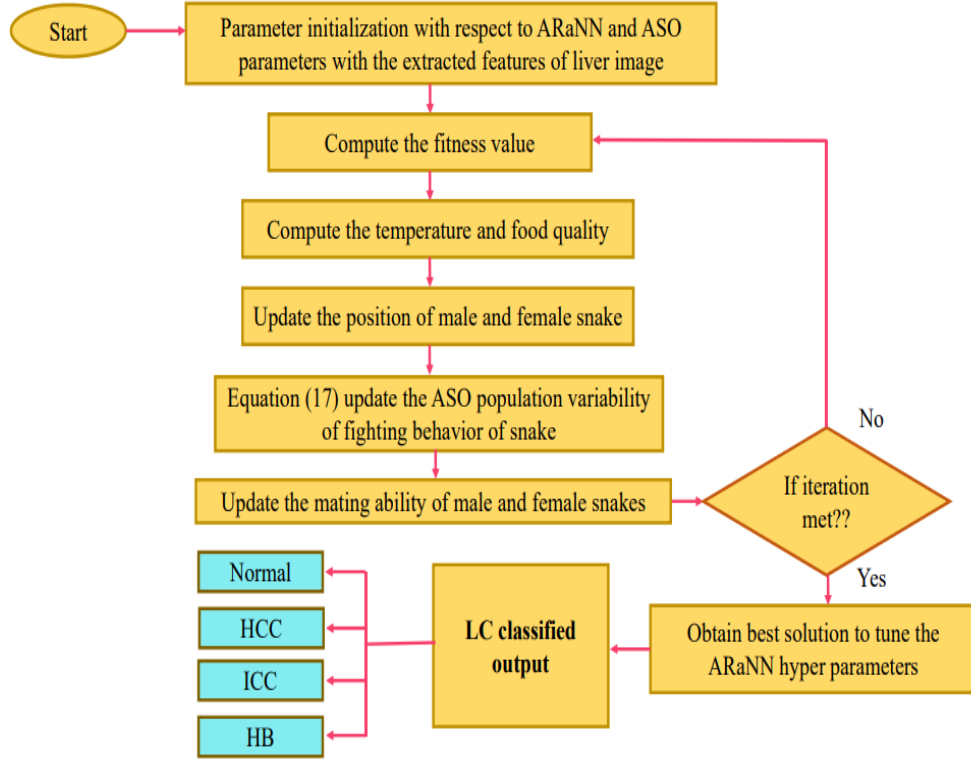 Start
Parameter initialization with respect to ARaNN and ASO
parameters with the extracted features of liver image
Compute the fitness value
Compute the temperature and food quality
Update the position of male and female snake
Equation (17) update the ASO population variability
of fighting behavior of snake
Update the mating ability of male and female snakes
If iteration
met??
No
Yes
Obtain best solution to tune the
ARaNN hyper parameters
LC classified
output
Normal
HCC
ICC
HB